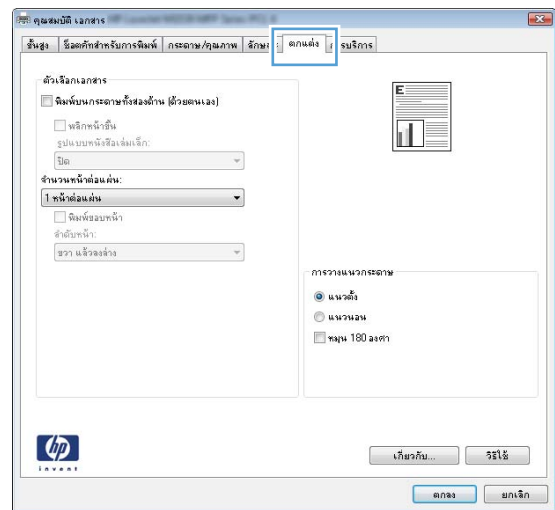 คุณสมบัติ เอกสาร
ขั้นสูง ช็อตคัทสำหรับการพิมพ์ กระดาษ/คุณภาพ ตกแต่ง
ตัวเลือกเอกสาร
พิมพ์บนกระดาษทั้งสองด้าน (ด้วยตนเอง)
พลิกหน้าขึ้น
รูปแบบหนังสือเล่มเล็ก:
ปิด
จำนวนหน้าต่อแผ่น:
1 หน้าต่อแผ่น
พิมพ์ขอบหน้า
ลำดับหน้า:
ขวา แล้วลงล่าง
E
การวางแนวกระดาษ
แนวตั้ง
แนวนอน
หมุน 180 องศา
hp
invent
เกี่ยวกับ...
วิธีใช้
ตกลง
ยกเลิก